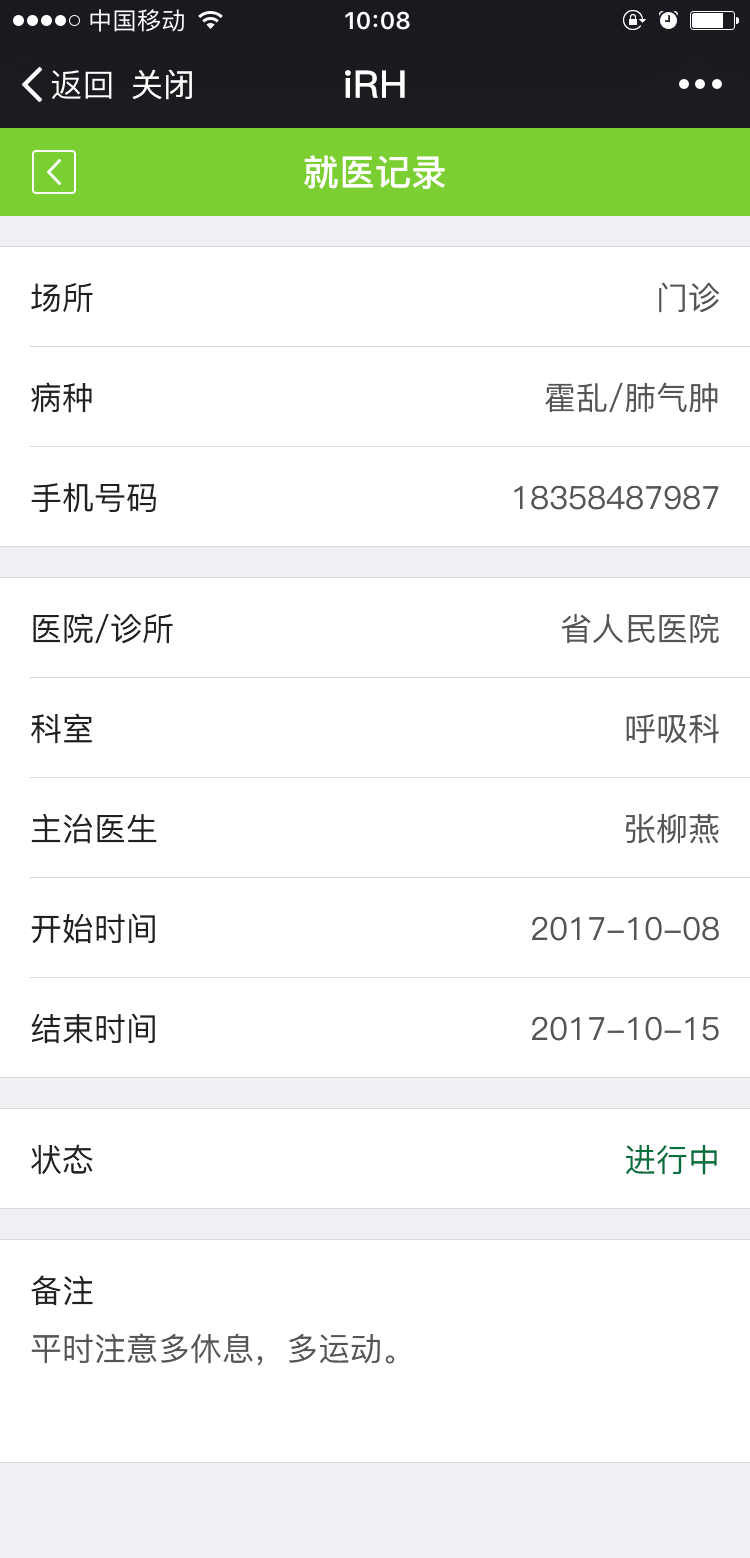 中国移动 10:08
返回 关闭 iRH
就医记录
场所 门诊
病种 霍乱/肺气肿
手机号码 18358487987
医院/诊所 省人民医院
科室 呼吸科
主治医生 张柳燕
开始时间 2017-10-08
结束时间 2017-10-15
状态 进行中
备注
平时注意多休息，多运动。